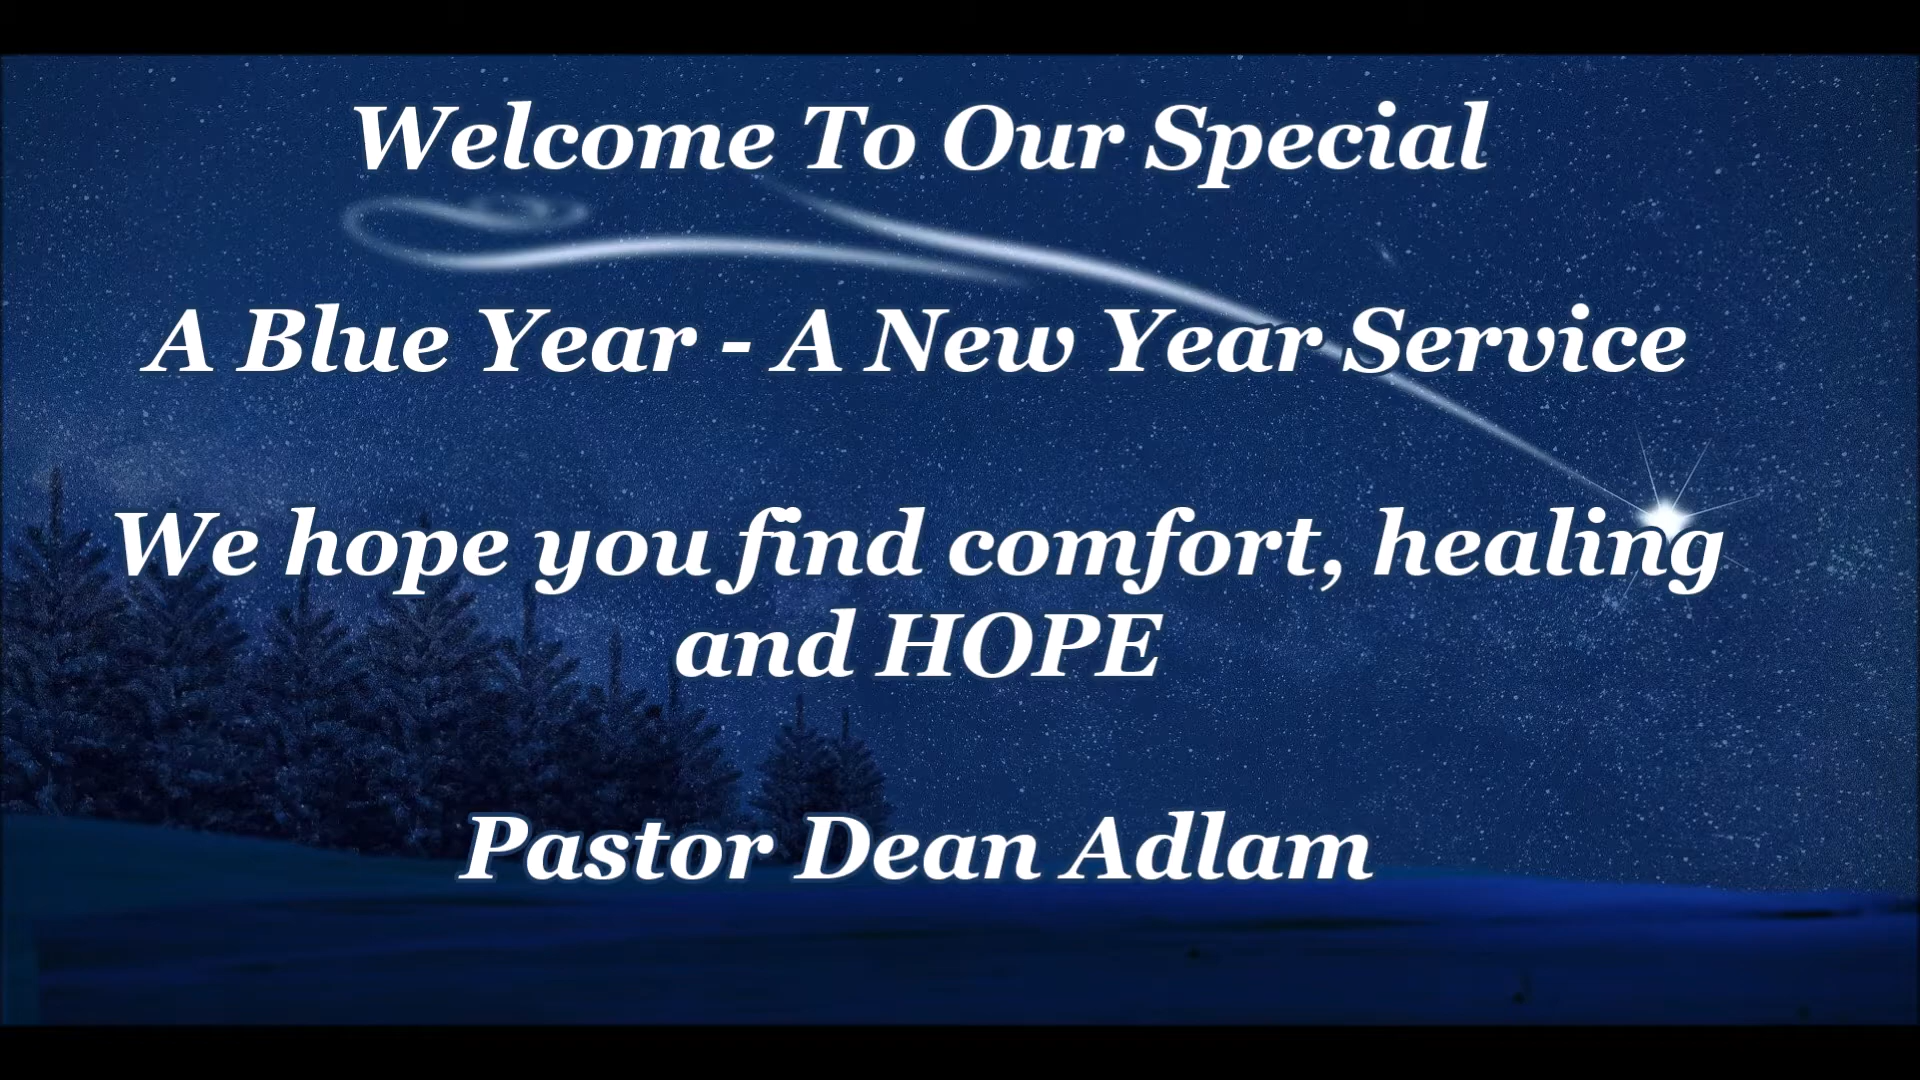 Welcome To Our Special
A Blue Year - A New Year Service
We hope you find comfort, healing
and HOPE
Pastor Dean Adlam